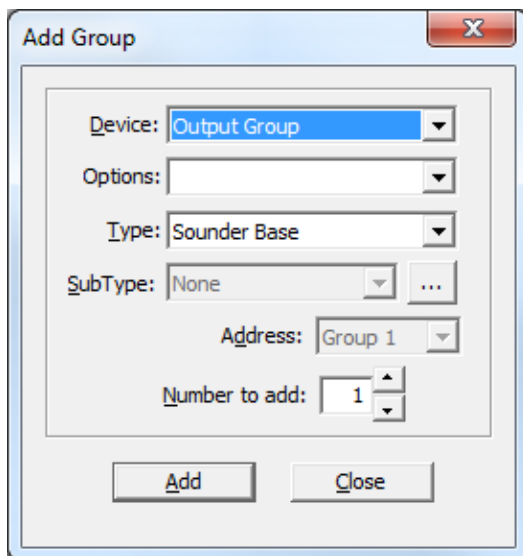 Add Group
Device: Output Group
Options:
Type: Sounder Base
SubType: None ...
Address: Group 1
Number to add: 1
Add Close